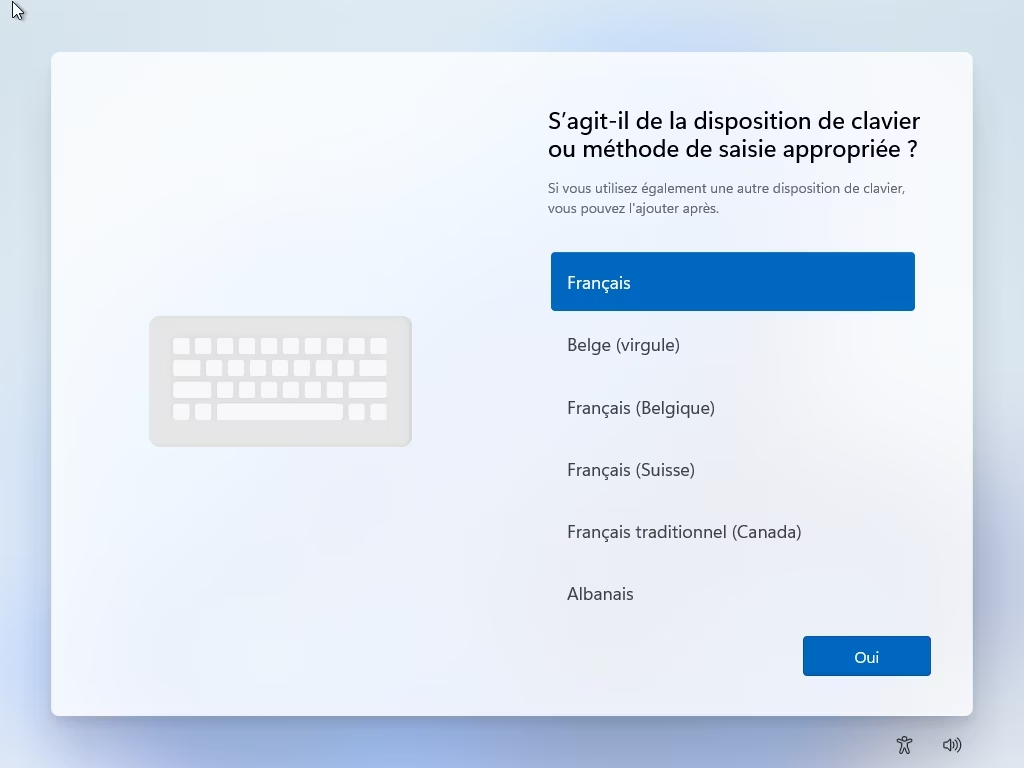 S’agit-il de la disposition de clavier
ou méthode de saisie appropriée ?
Si vous utilisez également une autre disposition de clavier,
vous pouvez l'ajouter après.
Français
Belge (virgule)
Français (Belgique)
Français (Suisse)
Français traditionnel (Canada)
Albanais
Oui